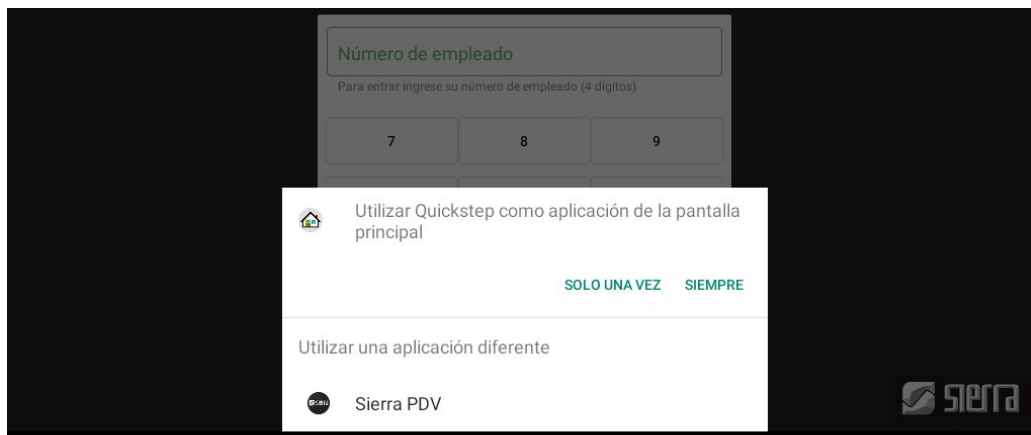 Número de empleado
Para entrar ingrese su número de empleado (4 dígitos)
7 8 9
Utilizar Quickstep como aplicación de la pantalla
principal
SOLO UNA VEZ SIEMPRE
Utilizar una aplicación diferente
Sierra PDV
sierra